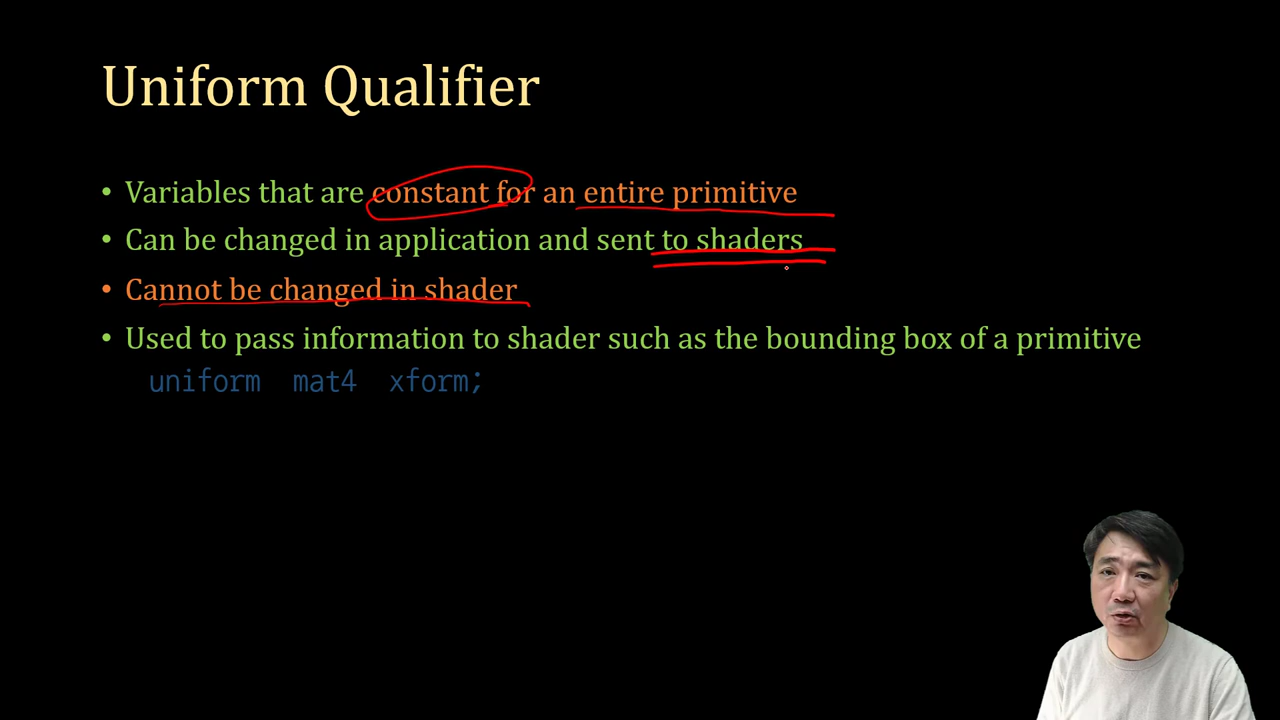 Uniform Qualifier
• Variables that are constant for an entire primitive
• Can be changed in application and sent to shaders
• Cannot be changed in shader
• Used to pass information to shader such as the bounding box of a primitive
uniform mat4 xform;